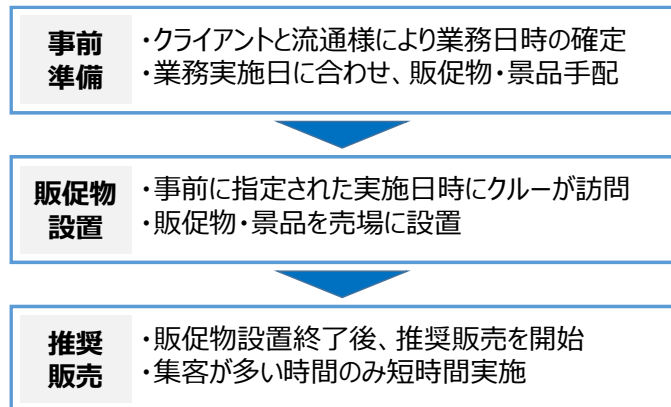 事前
準備
・クライアントと流通様により業務日時の確定
・業務実施日に合わせ、販促物・景品手配
販促物
設置
・事前に指定された実施日時にクルーが訪問
・販促物・景品を売場に設置
推奨
販売
・販促物設置終了後、推奨販売を開始
・集客が多い時間のみ短時間実施